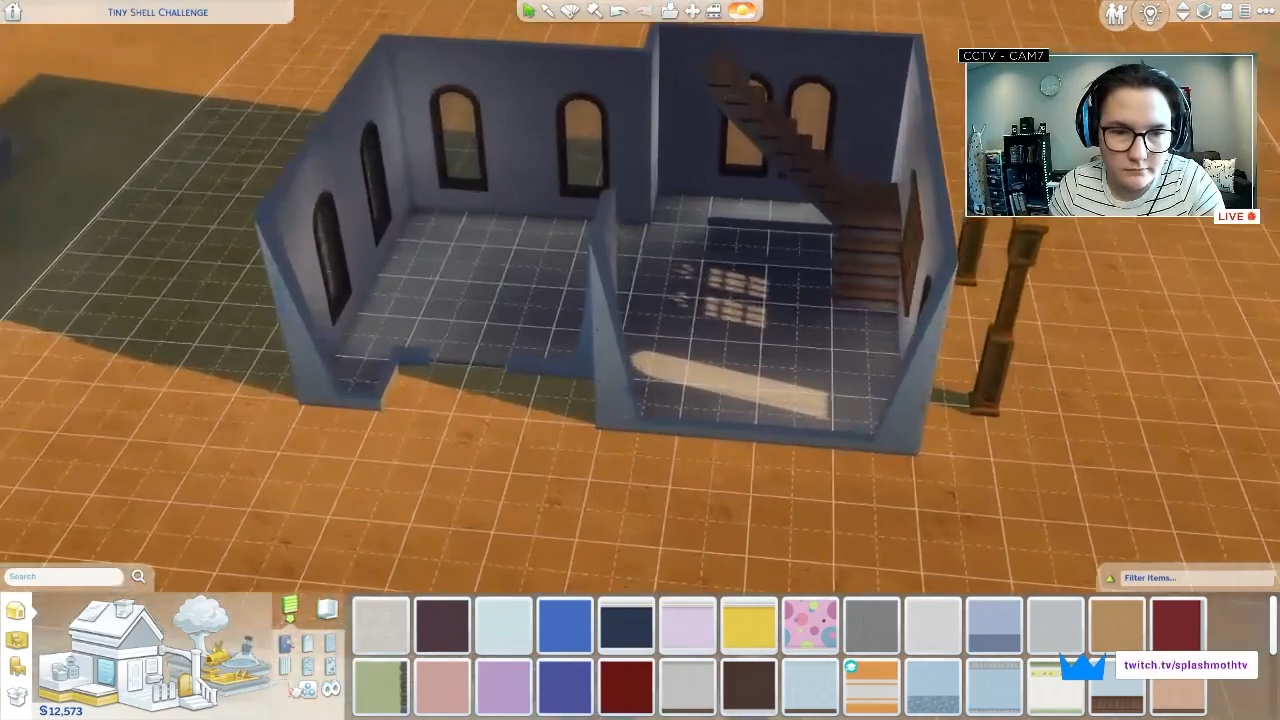 TINY SHELL CHALLENGE
CCTV - CAM7
LIVE
Search
Filter Items...
twitch.tv/splashmothtv
§12,573